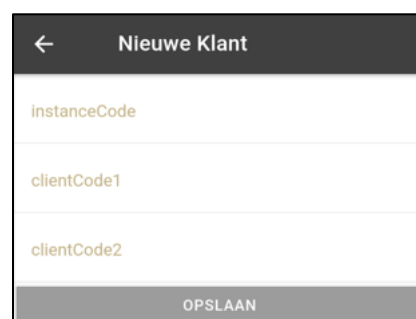 Nieuwe Klant
instanceCode
clientCode1
clientCode2
OPSLAAN